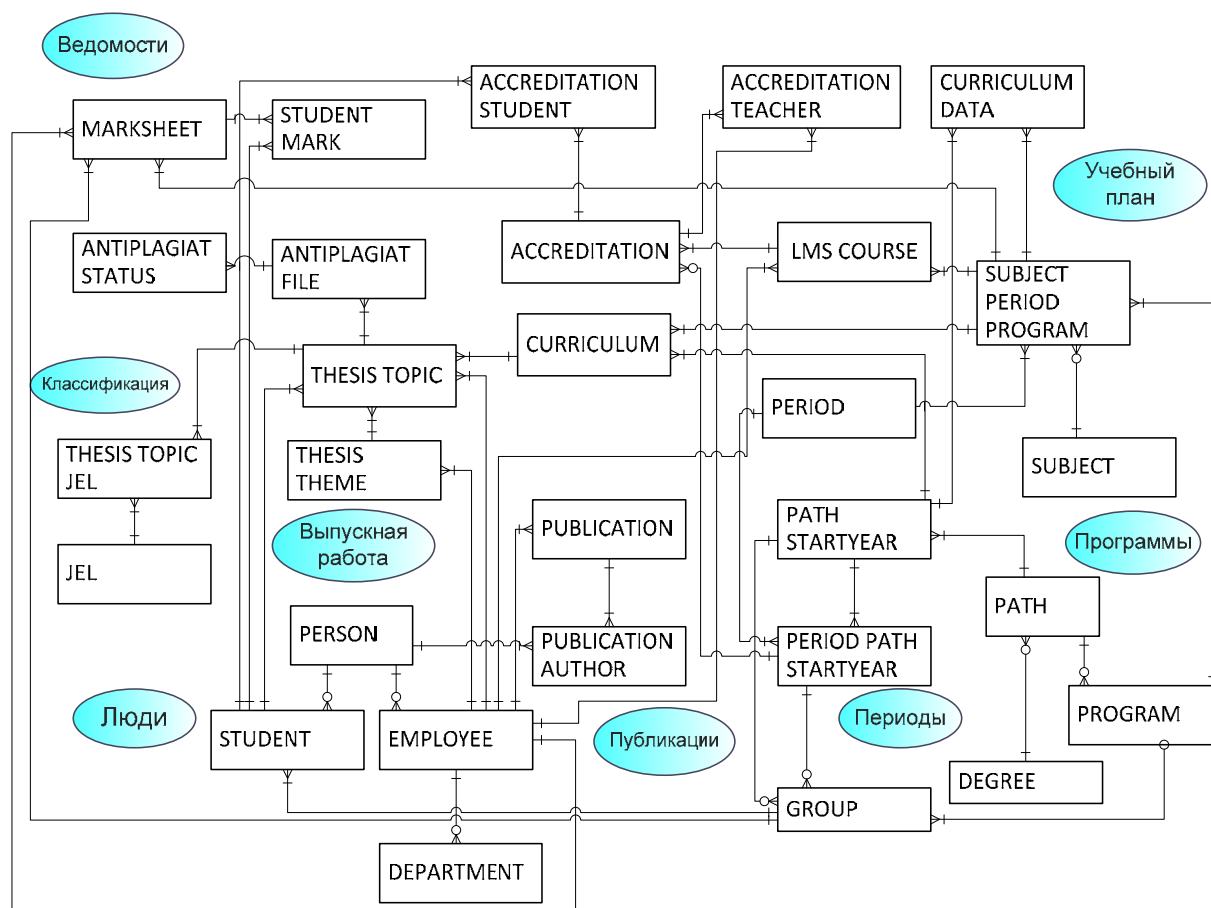 Ведомости
ACCREDITATION
STUDENT
ACCREDITATION
TEACHER
CURRICULUM
DATA
MARKSHEET
STUDENT
MARK
Учебный
план
ANTIPLAGIAT
STATUS
ANTIPLAGIAT
FILE
ACCREDITATION
LMS COURSE
SUBJECT
PERIOD
PROGRAM
CURRICULUM
THESIS TOPIC
Классификация
PERIOD
THESIS TOPIC
JEL
THESIS
THEME
SUBJECT
Выпускная
работа
PUBLICATION
PATH
STARTYEAR
Программы
JEL
PATH
PERSON
PUBLICATION
AUTHOR
PERIOD PATH
STARTYEAR
Люди
STUDENT
EMPLOYEE
Публикации
Периоды
PROGRAM
DEGREE
GROUP
DEPARTMENT